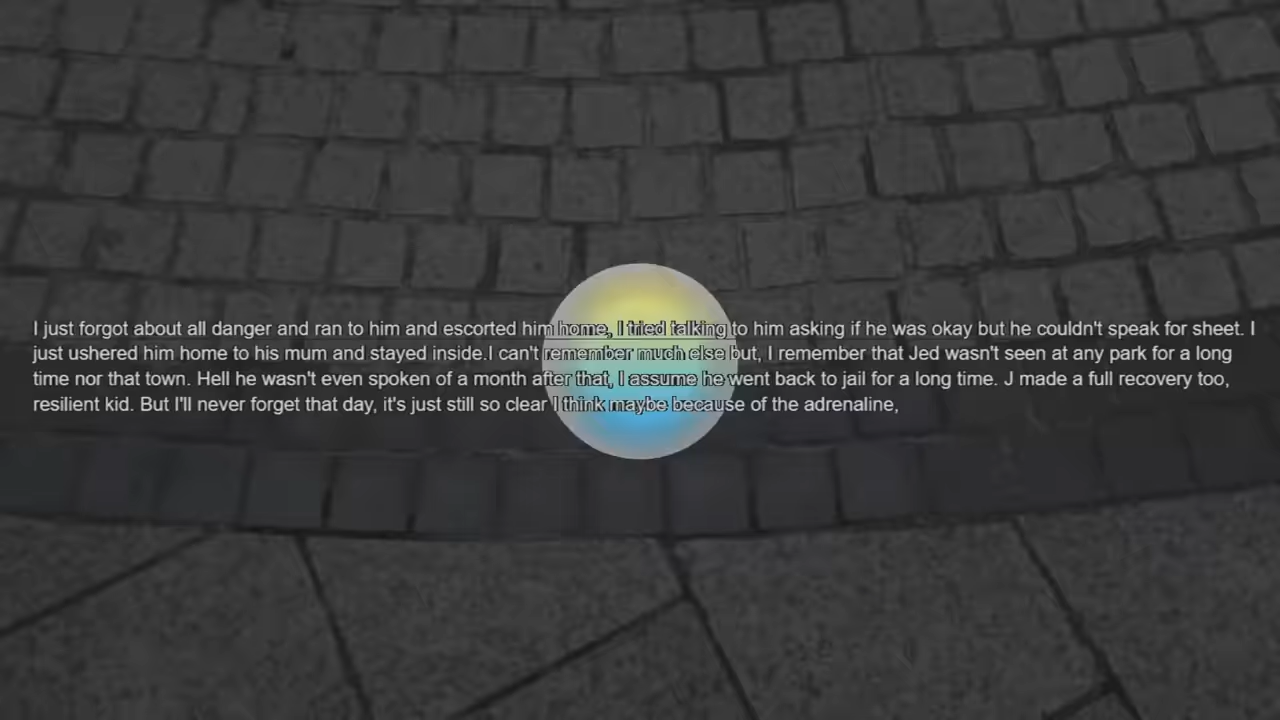 I just forgot about all danger and ran to him and escorted him home, I tried talking to him asking if he was okay but he couldn't speak for sheet. I
just ushered him home to his mum and stayed inside.I can't remember much else but, I remember that Jed wasn't seen at any park for a long
time nor that town. Hell he wasn't even spoken of a month after that, I assume he went back to jail for a long time. J made a full recovery too,
resilient kid. But I'll never forget that day, it's just still so clear I think maybe because of the adrenaline,